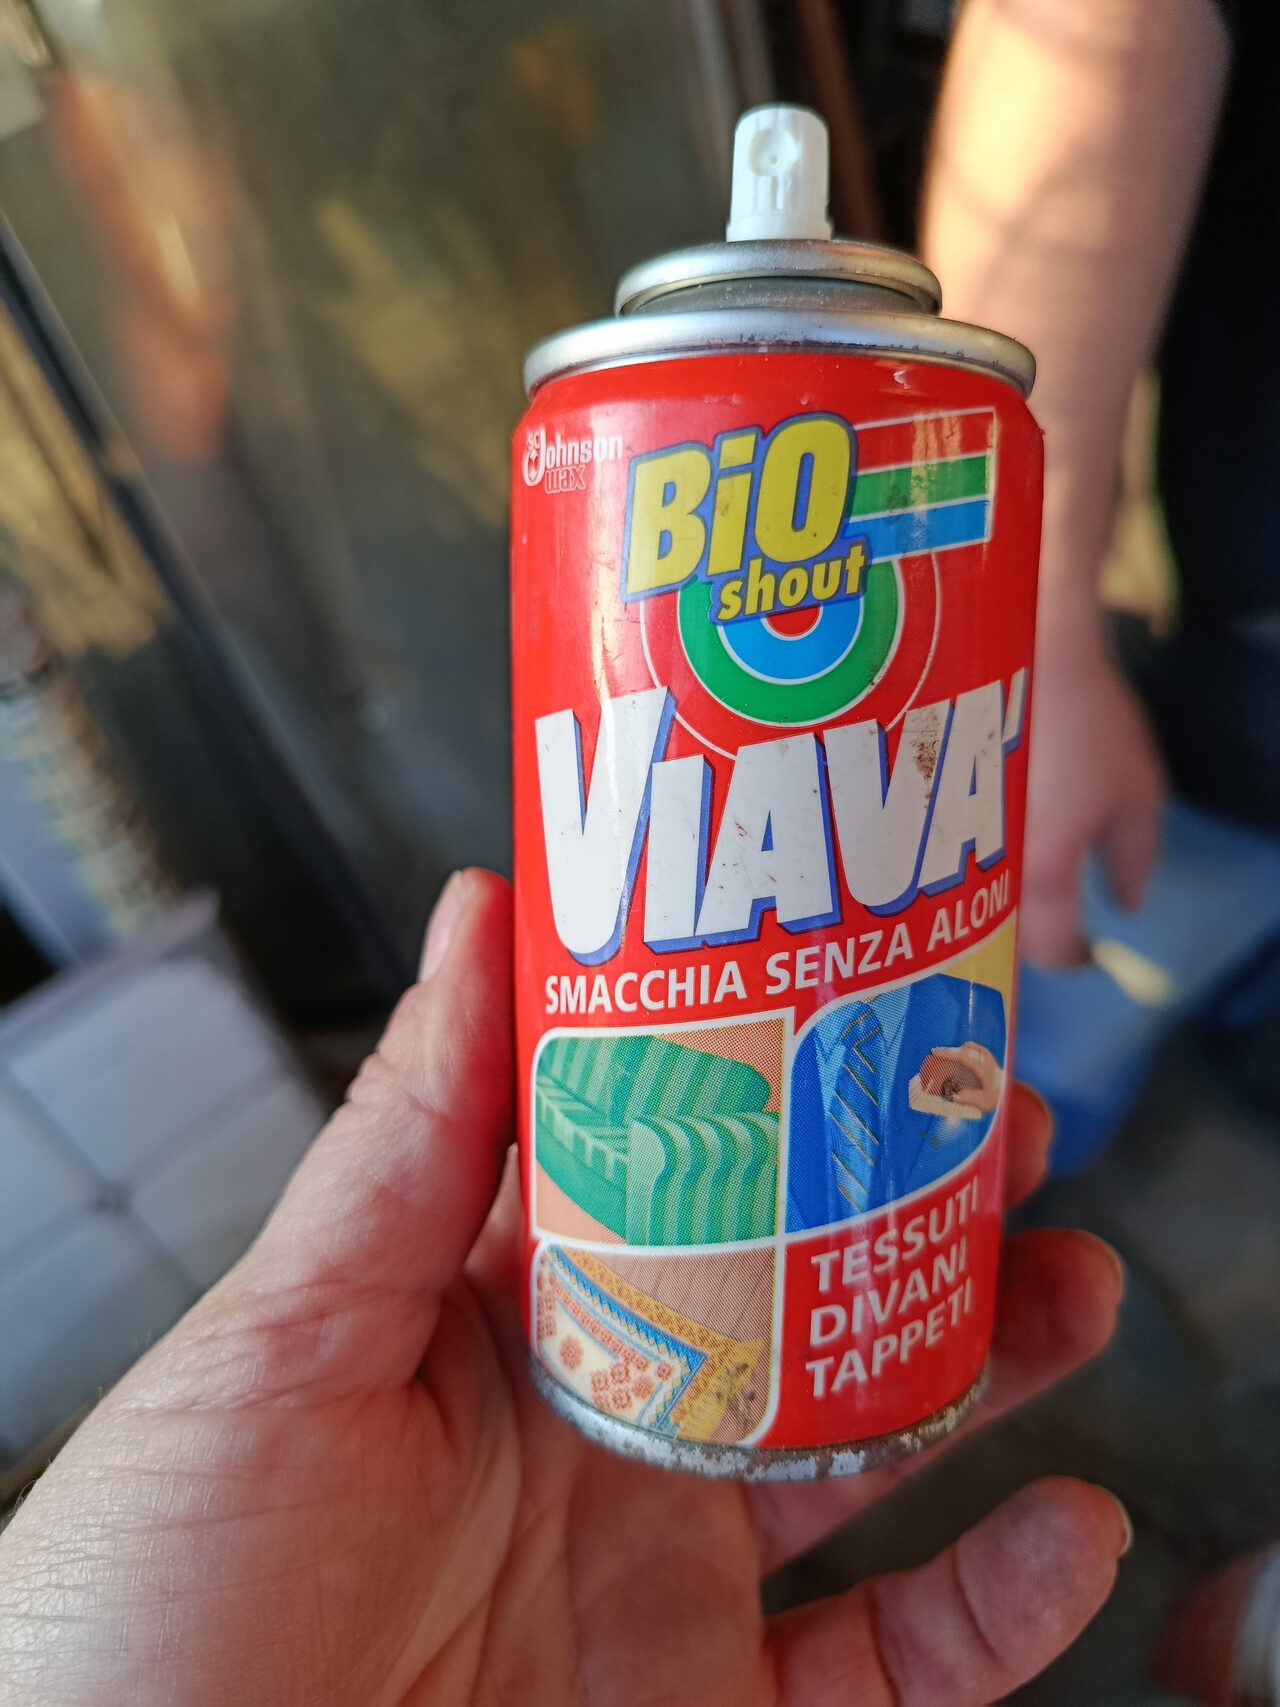 SC Johnson
wax
BiO
shout
VIAVA'
SMACCHIA SENZA ALONI
TESSUTI
DIVANI
TAPPETI